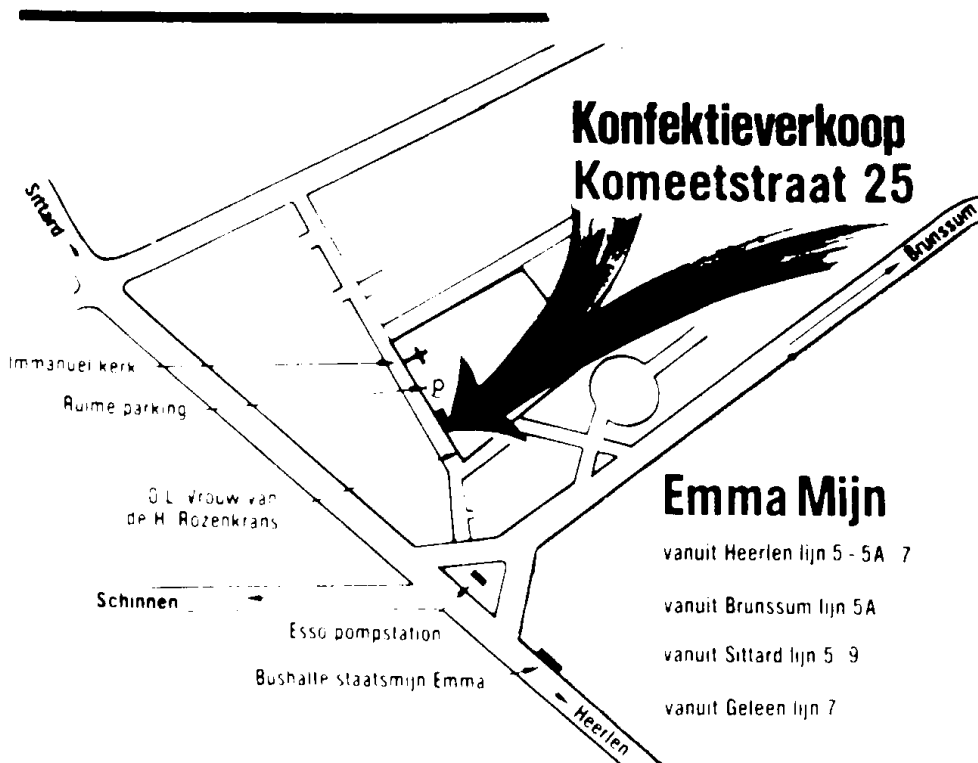 Konfektieverkoop
Komeetstraat 25
Sittard
Brunssum
Immanuel kerk
P
Ruime parking
O L Vrouw van
de H Rozenkrans
Emma Mijn
vanuit Heerlen lijn 5 - 5A 7
Schinnen
vanuit Brunssum lijn 5A
Esso pompstation
vanuit Sittard lijn 5 9
Bushalte staatsmijn Emma
Heerlen
vanuit Geleen lijn 7